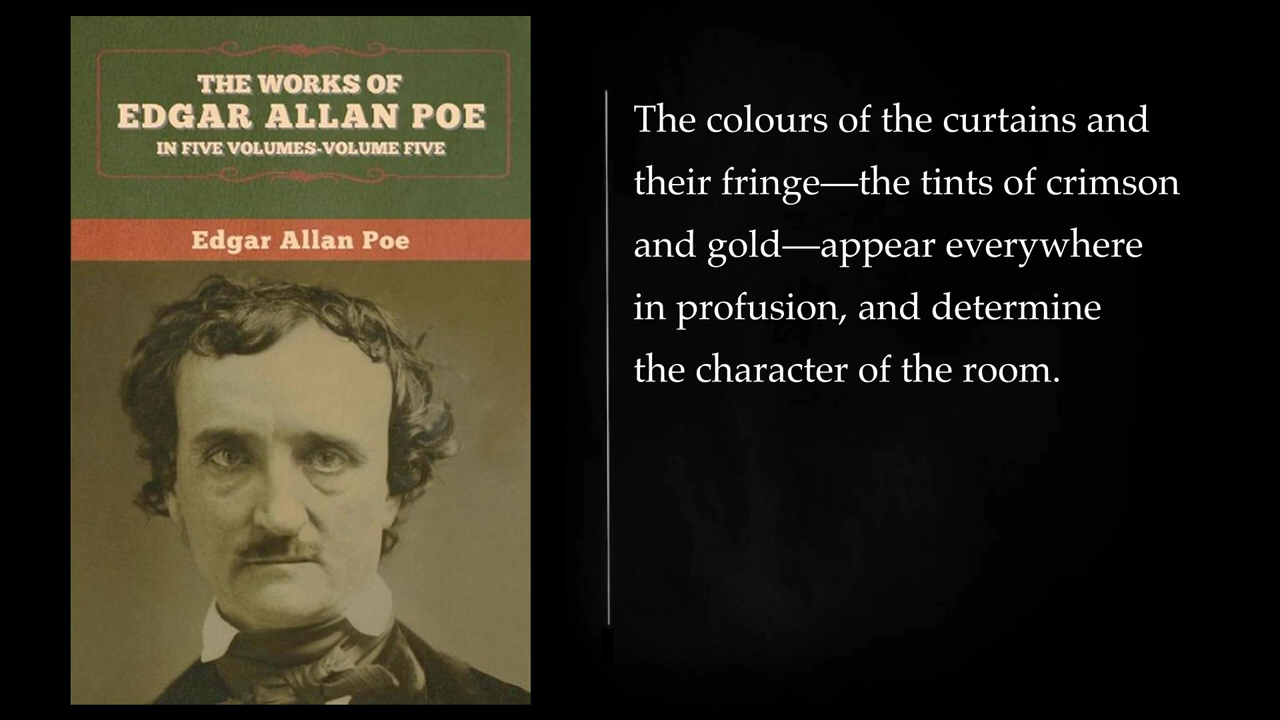 THE WORKS OF
EDGAR ALLAN POE
IN FIVE VOLUMES-VOLUME FIVE
Edgar Allan Poe
The colours of the curtains and
their fringe—the tints of crimson
and gold—appear everywhere
in profusion, and determine
the character of the room.